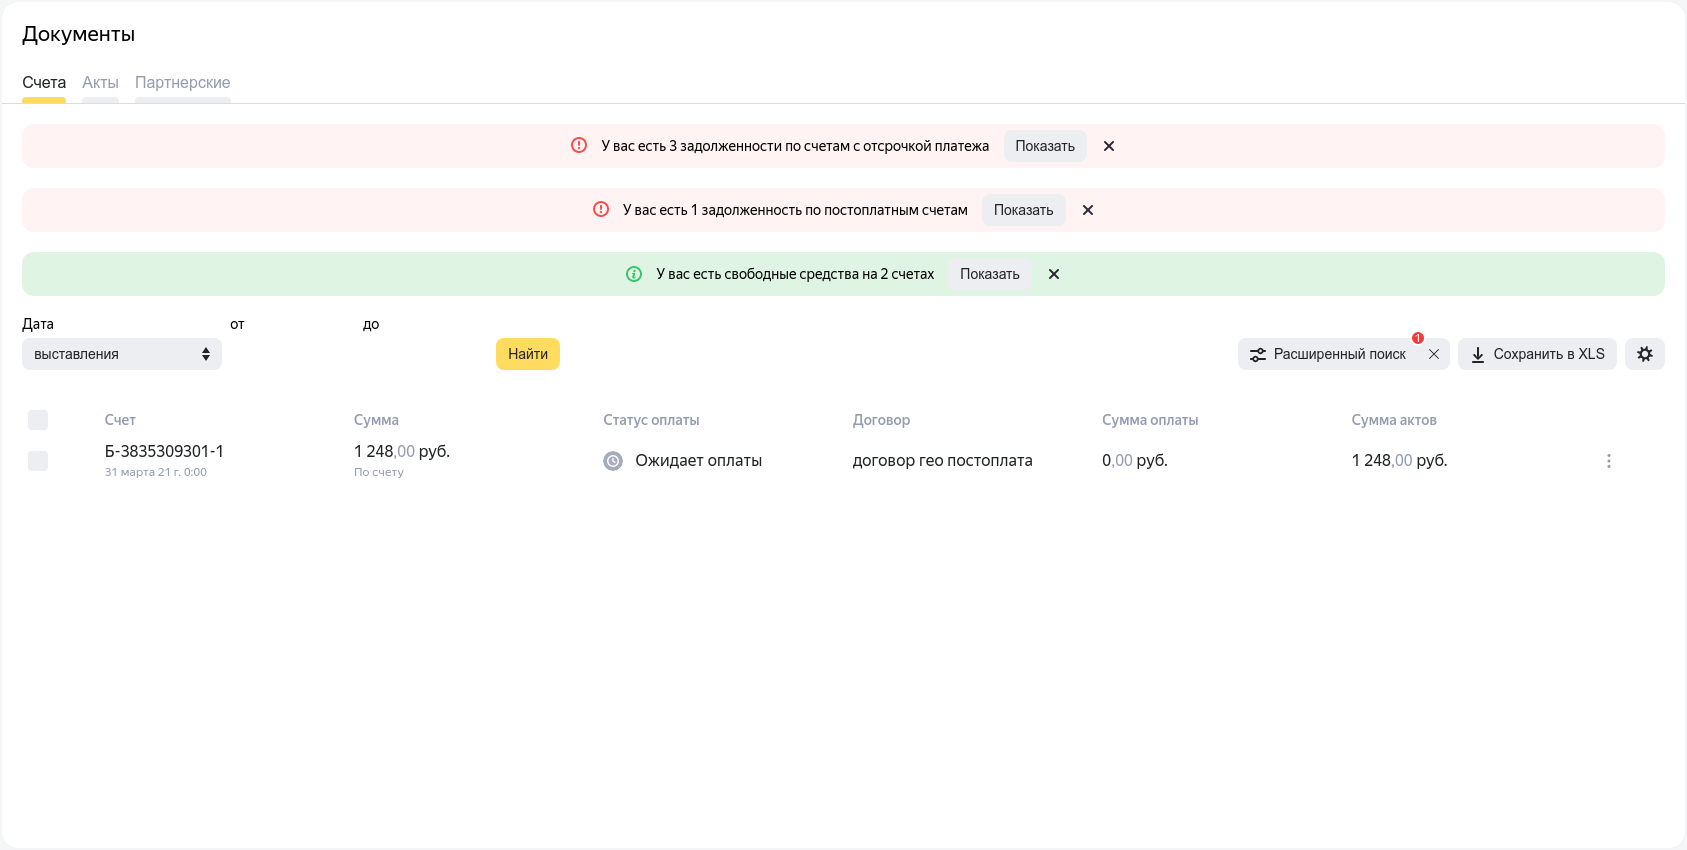 Документы
Счета Акты Партнерские
У вас есть 3 задолженности по счетам с отсрочкой платежа Показать
У вас есть 1 задолженность по постоплатным счетам Показать
У вас есть свободные средства на 2 счетах Показать
Дата от до
выставления Найти Расширенный поиск 1 Сохранить в XLS
Счет Сумма Статус оплаты Договор Сумма оплаты Сумма актов
Б-3835309301-1 1 248,00 руб. Ожидает оплаты договор гео постоплата 0,00 руб. 1 248,00 руб.
31 марта 21 г. 0:00 По счету